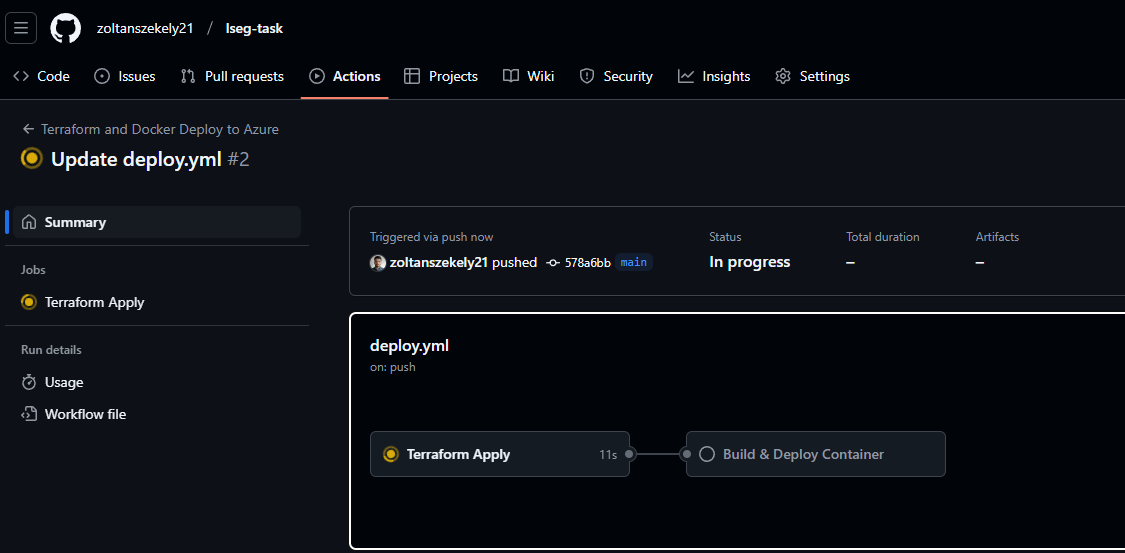 zoltanszekely21 / lseg-task
Code Issues Pull requests Actions Projects Wiki Security Insights Settings
← Terraform and Docker Deploy to Azure
Update deploy.yml #2
Summary
Jobs
Terraform Apply
Run details
Usage
Workflow file
Triggered via push now
zoltanszekely21 pushed 578a6bb main
Status
In progress
Total duration
–
Artifacts
–
deploy.yml
on: push
Terraform Apply 11s
Build & Deploy Container